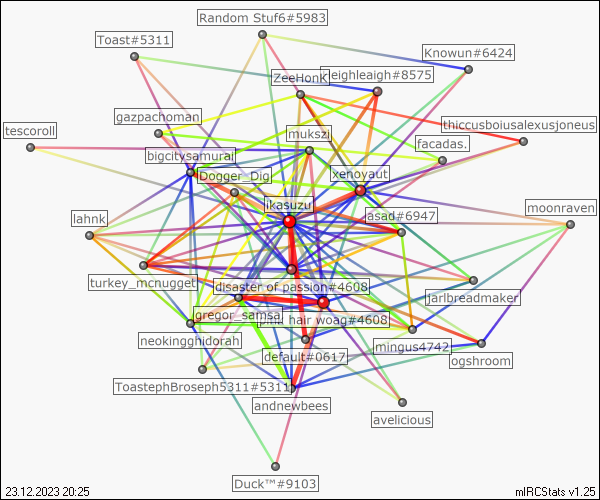 Random Stuf6#5983
Toast#5311
Knowun#6424
ZeeHonK
leighleigh#8575
gazpachoman
thiccusboiusalexusjoneus
tescoroll
mukszi
facadas.
bigcitysamurai
xenoyaut
Dogger_Dig
ikasuzu
moonraven
asad#6947
lahnk
turkey_mcnugget
disaster of passion#4608
jarlbreadmaker
gregor_samsa
hair woag#4608
neokingghidorah
mingus4742
default#0617
ogshroom
ToastephBroseph5311#5311
andnewbees
avelicious
Duck™#9103
23.12.2023 20:25
mIRCStats v1.25